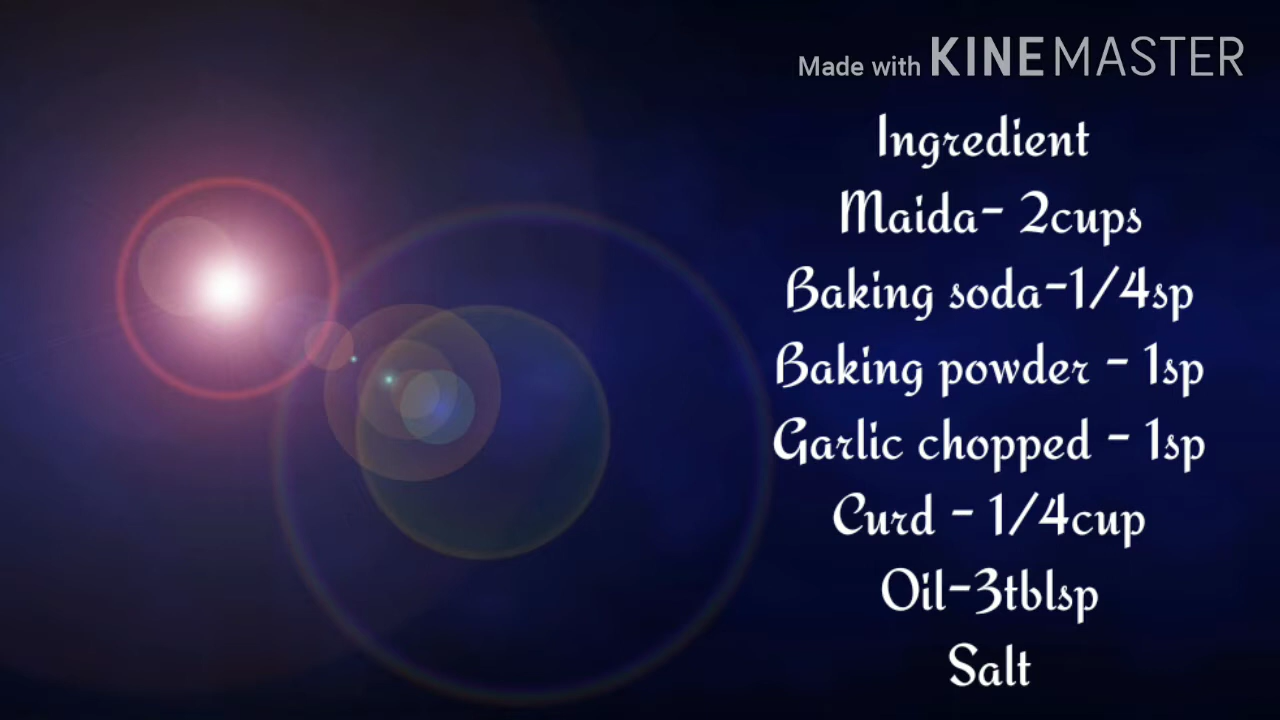 Made with KINEMASTER
Ingredient
Maida- 2cups
Baking soda-1/4sp
Baking powder - 1sp
Garlic chopped - 1sp
Curd - 1/4cup
Oil-3tblsp
Salt